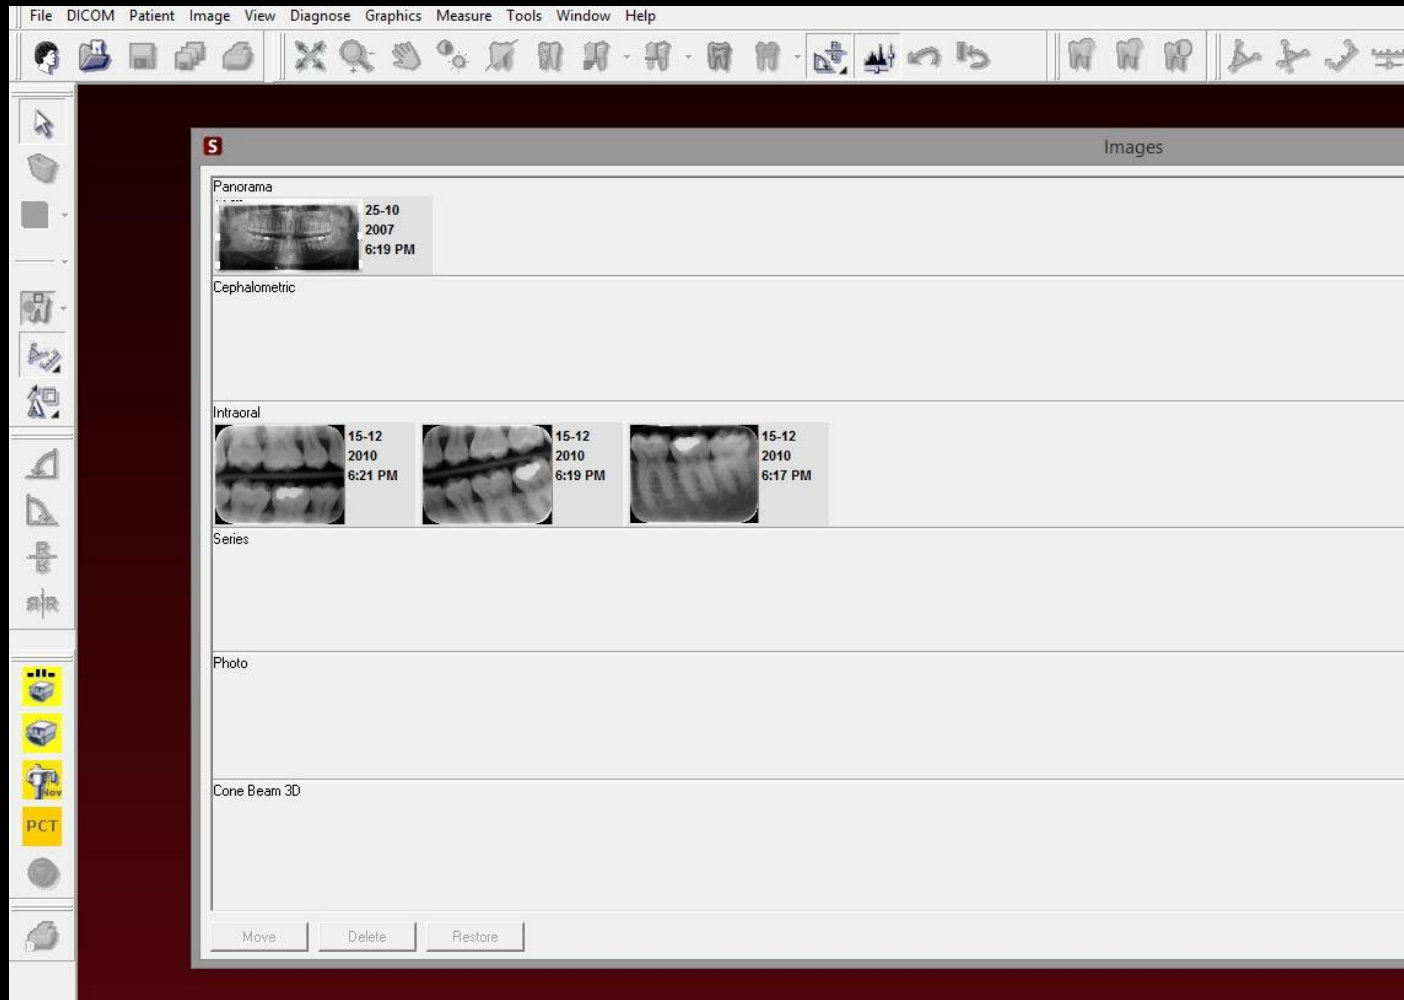 File DICOM Patient Image View Diagnose Graphics Measure Tools Window Help
S
Images
Panorama
25-10
2007
6:19 PM
Cephalometric
Intraoral
15-12
2010
6:21 PM
15-12
2010
6:19 PM
15-12
2010
6:17 PM
Series
Photo
Nov
PCT
Cone Beam 3D
Move Delete Restore